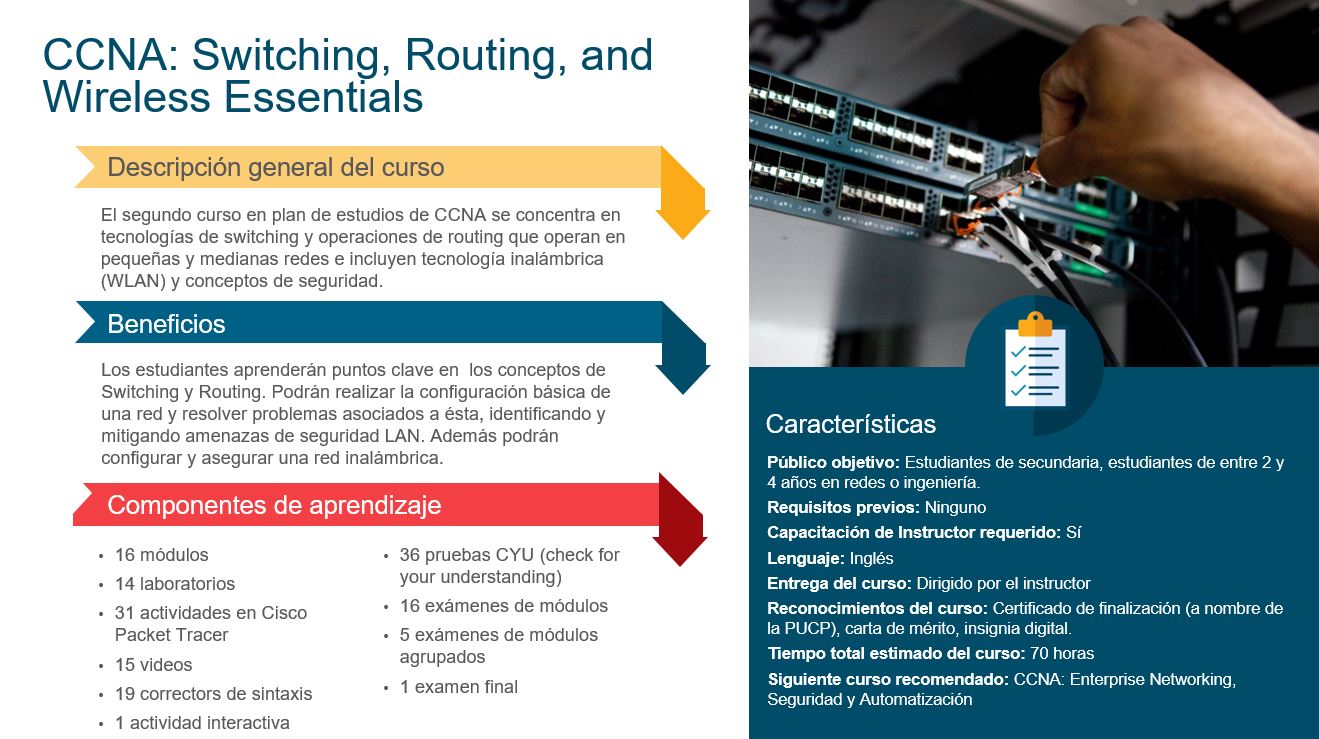 CCNA: Switching, Routing, and
Wireless Essentials
Descripción general del curso
El segundo curso en plan de estudios de CCNA se concentra en
tecnologías de switching y operaciones de routing que operan en
pequeñas y medianas redes e incluyen tecnología inalámbrica
(WLAN) y conceptos de seguridad.
Beneficios
Los estudiantes aprenderán puntos clave en  los conceptos de
Switching y Routing. Podrán realizar la configuración básica de
una red y resolver problemas asociados a ésta, identificando y
mitigando amenazas de seguridad LAN. Además podrán
configurar y asegurar una red inalámbrica.
Componentes de aprendizaje
• 16 módulos
• 14 laboratorios
• 31 actividades en Cisco
Packet Tracer
• 15 videos
• 19 correctors de sintaxis
• 1 actividad interactiva
• 36 pruebas CYU (check for
your understanding)
• 16 exámenes de módulos
• 5 exámenes de módulos
agrupados
• 1 examen final
Características
Público objetivo: Estudiantes de secundaria, estudiantes de entre 2 y
4 años en redes o ingeniería.
Requisitos previos: Ninguno
Capacitación de Instructor requerido: Sí
Lenguaje: Inglés
Entrega del curso: Dirigido por el instructor
Reconocimientos del curso: Certificado de finalización (a nombre de
la PUCP), carta de mérito, insignia digital.
Tiempo total estimado del curso: 70 horas
Siguiente curso recomendado: CCNA: Enterprise Networking,
Seguridad y Automatización